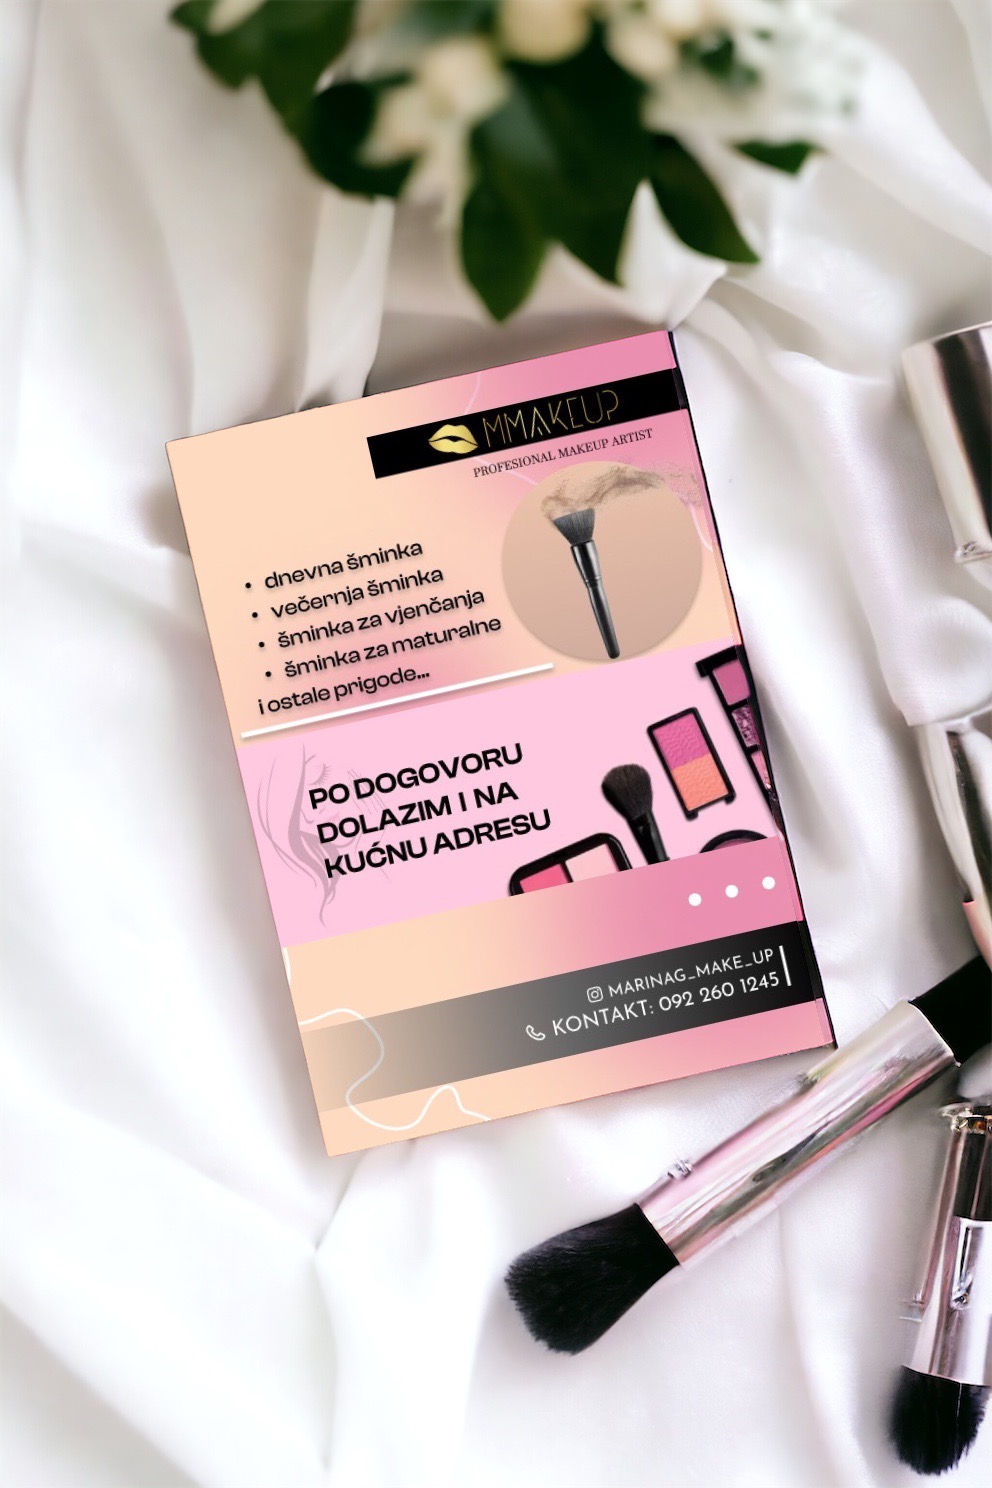 MMAKEUP
PROFESIONAL MAKEUP ARTIST
• dnevna šminka
• večernja šminka
• šminka za vjenčanja
• šminka za maturalne
i ostale prigode...
PO DOGOVORU
DOLAZIM I NA
KUĆNU ADRESU
MARINAG_MAKE_UP
KONTAKT: 092 260 1245